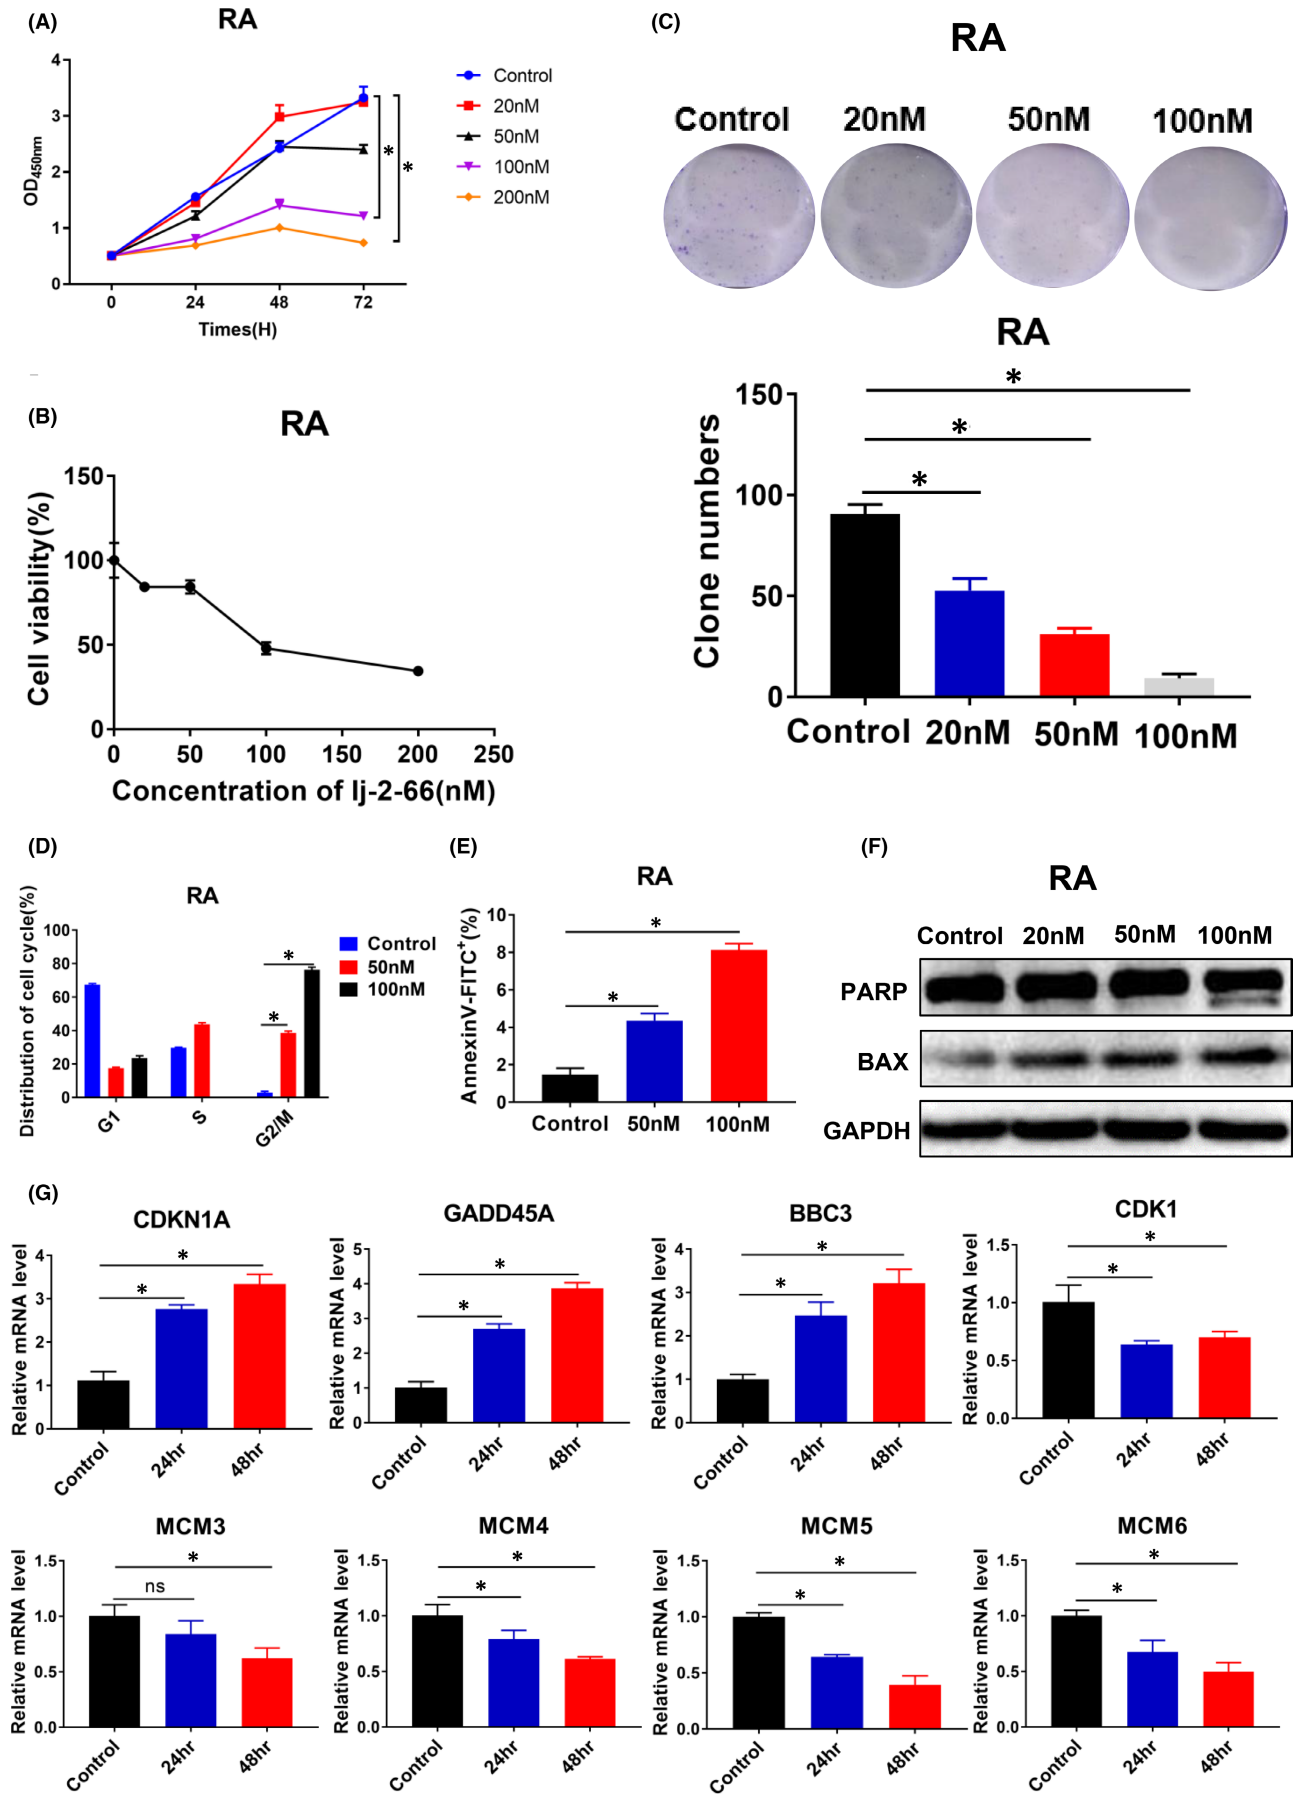 (A)
RA
OD450nm
4
3
2
1
0
0 24 48 72
Times(H)
Control
20nM
50nM
100nM
200nM
*
*
(B)
RA
Cell viability(%)
150
100
50
0
0 50 100 150 200 250
Concentration of lj-2-66(nM)
(C)
RA
Control 20nM 50nM 100nM
RA
Clone numbers
150
100
50
0
*
*
*
Control 20nM 50nM 100nM
(D)
RA
Distribution of cell cycle(%)
100
80
60
40
20
0
*
*
G1 S G2/M
Control
50nM
100nM
(E)
RA
AnnexinV-FITC+(%)
10
8
6
4
2
0
*
*
Control 50nM 100nM
(F)
RA
Control 20nM 50nM 100nM
PARP
BAX
GAPDH
(G)
CDKN1A
Relative mRNA level
4
3
2
1
0
*
*
Control 24hr 48hr
GADD45A
Relative mRNA level
5
4
3
2
1
0
*
*
Control 24hr 48hr
BBC3
Relative mRNA level
4
3
2
1
0
*
*
Control 24hr 48hr
CDK1
Relative mRNA level
1.5
1.0
0.5
0.0
*
*
Control 24hr 48hr
MCM3
Relative mRNA level
1.5
1.0
0.5
0.0
*
ns
Control 24hr 48hr
MCM4
Relative mRNA level
1.5
1.0
0.5
0.0
*
*
Control 24hr 48hr
MCM5
Relative mRNA level
1.5
1.0
0.5
0.0
*
*
Control 24hr 48hr
MCM6
Relative mRNA level
1.5
1.0
0.5
0.0
*
*
Control 24hr 48hr